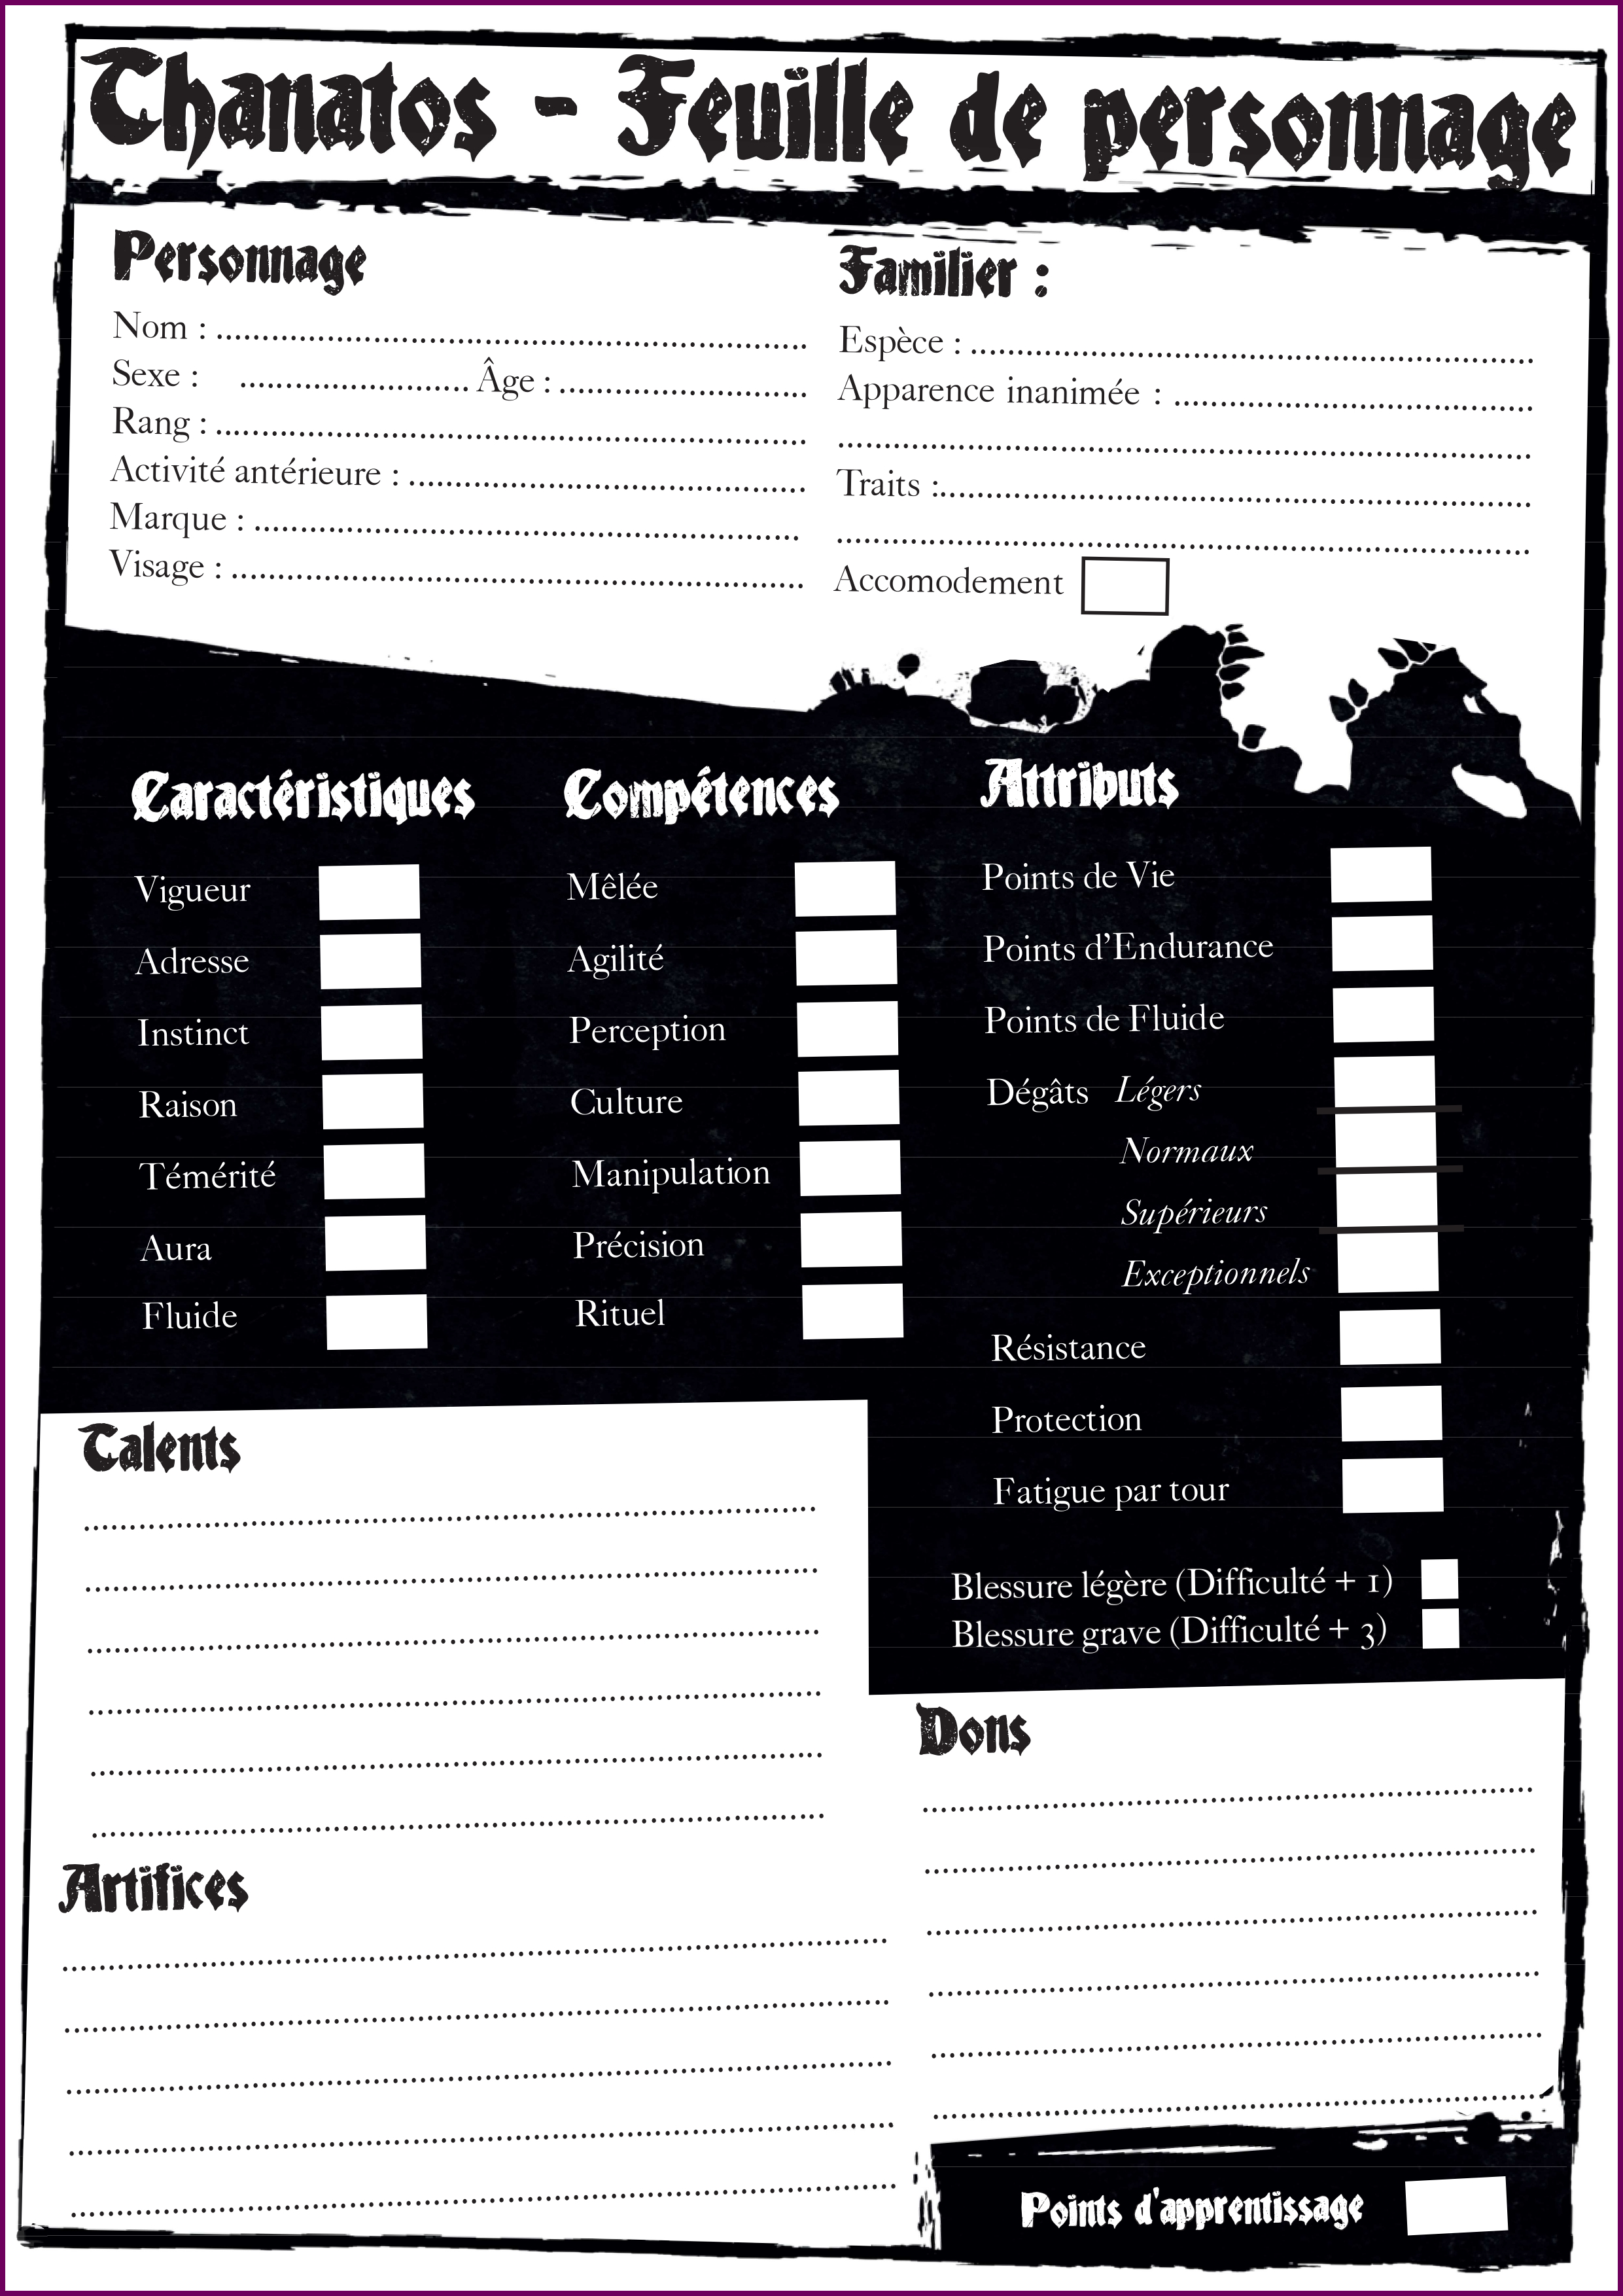 Thanatos - Feuille de personnage
Personnage
Nom :
Sexe : Âge :
Rang :
Activité antérieure :
Marque :
Visage :
Familier :
Espèce :
Apparence inanimée :
Traits :
Accomodement
Caractéristiques
Vigueur
Adresse
Instinct
Raison
Témérité
Aura
Fluide
Compétences
Mêlée
Agilité
Perception
Culture
Manipulation
Précision
Rituel
Attributs
Points de Vie
Points d’Endurance
Points de Fluide
Dégâts Légers
Normaux
Supérieurs
Exceptionnels
Résistance
Protection
Fatigue par tour
Blessure légère (Difficulté + 1)
Blessure grave (Difficulté + 3)
Talents
Artifices
Dons
Points d'apprentissage